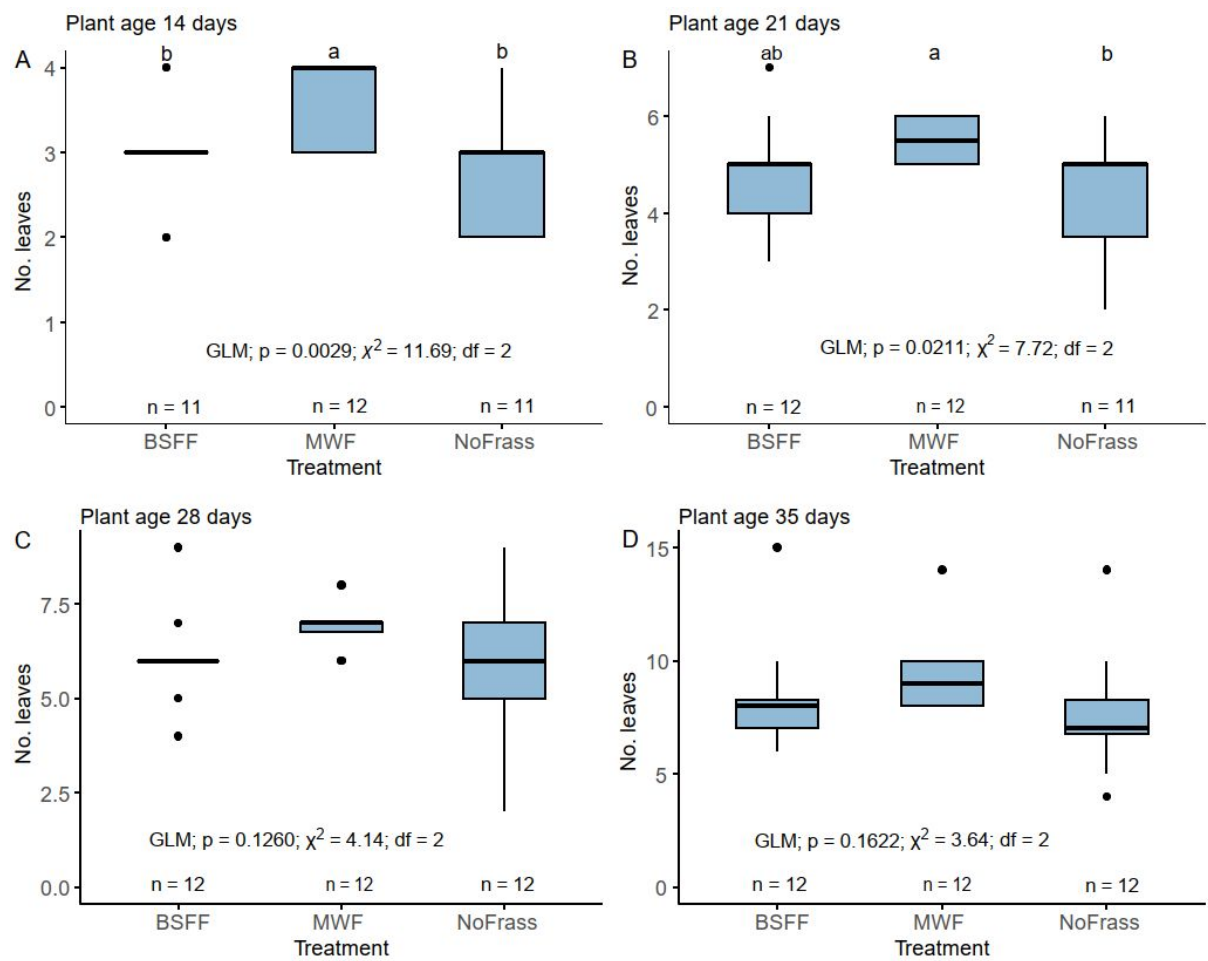 Plant age 14 days
A
b a b
4
3
2
1
0
No. leaves
GLM; p = 0.0029; χ2 = 11.69; df = 2
n = 11 n = 12 n = 11
BSFF MWF NoFrass
Treatment
Plant age 21 days
B
ab a b
6
4
2
0
No. leaves
GLM; p = 0.0211; χ2 = 7.72; df = 2
n = 12 n = 12 n = 11
BSFF MWF NoFrass
Treatment
Plant age 28 days
C
7.5
5.0
2.5
0.0
No. leaves
GLM; p = 0.1260; χ2 = 4.14; df = 2
n = 12 n = 12 n = 12
BSFF MWF NoFrass
Treatment
Plant age 35 days
D
15
10
5
0
No. leaves
GLM; p = 0.1622; χ2 = 3.64; df = 2
n = 12 n = 12 n = 12
BSFF MWF NoFrass
Treatment